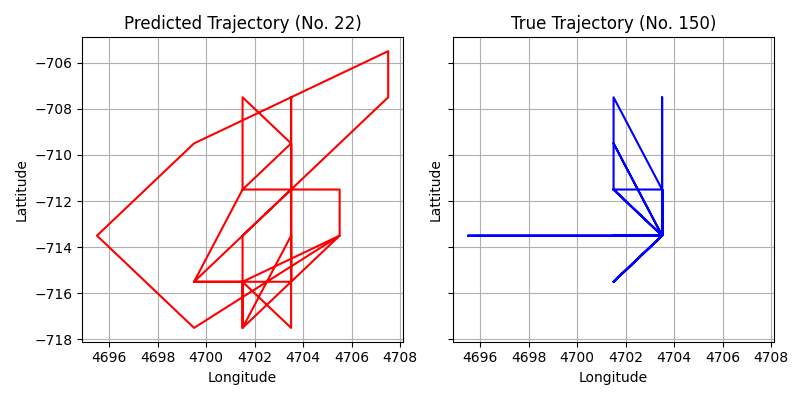 Predicted Trajectory (No. 22)
True Trajectory (No. 150)
Lattitude
−706
−708
−710
−712
−714
−716
−718
4696 4698 4700 4702 4704 4706 4708
Longitude
Lattitude
4696 4698 4700 4702 4704 4706 4708
Longitude